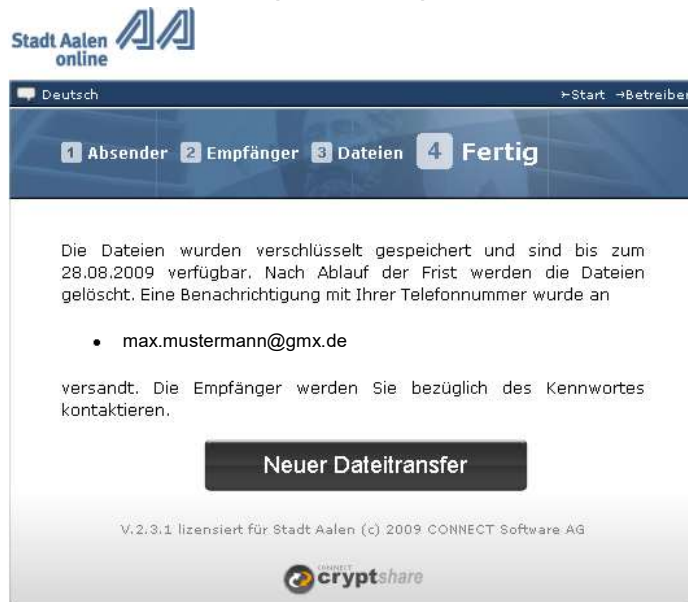 Stadt Aalen
online
Deutsch
Start Betreiber
1 Absender 2 Empfänger 3 Dateien 4 Fertig
Die Dateien wurden verschlüsselt gespeichert und sind bis zum
28.08.2009 verfügbar. Nach Ablauf der Frist werden die Dateien
gelöscht. Eine Benachrichtigung mit Ihrer Telefonnummer wurde an
• max.mustermann@gmx.de
versandt. Die Empfänger werden Sie bezüglich des Kennwortes
kontaktieren.
Neuer Dateitransfer
V.2.3.1 lizensiert für Stadt Aalen (c) 2009 CONNECT Software AG
CONNECT
cryptshare